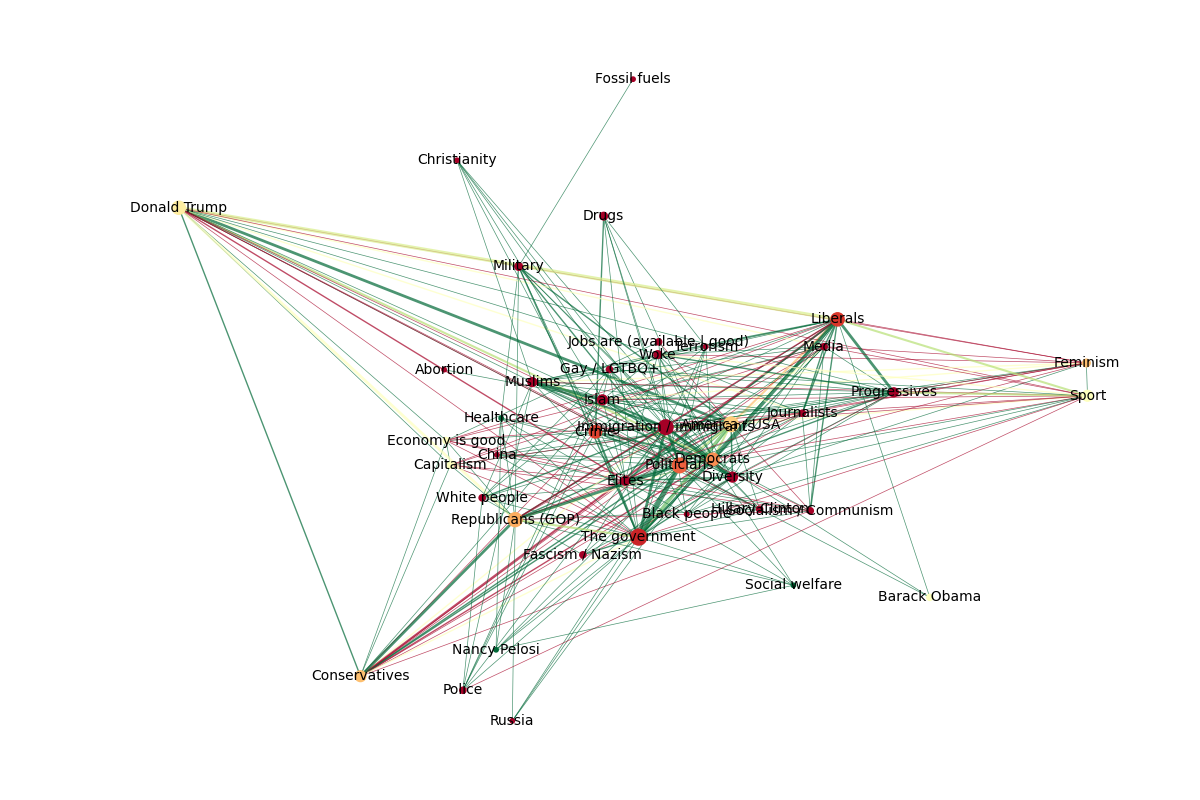 Fossil fuels
Christianity
Donald Trump
Drugs
Military
Liberals
Jobs are (available | good)
Terrorism
Media
Woke
Feminism
Abortion
Gay / LGTBQ+
Muslims
Progressives
Sport
Islam
Journalists
Healthcare
America / USA
Immigration / immigrants
Crime
Economy is good
China
Democrats
Capitalism
Politicians
Diversity
Elites
White people
Hillary Clinton
Socialism / Communism
Black people
Republicans (GOP)
The government
Fascism / Nazism
Social welfare
Barack Obama
Nancy Pelosi
Conservatives
Police
Russia